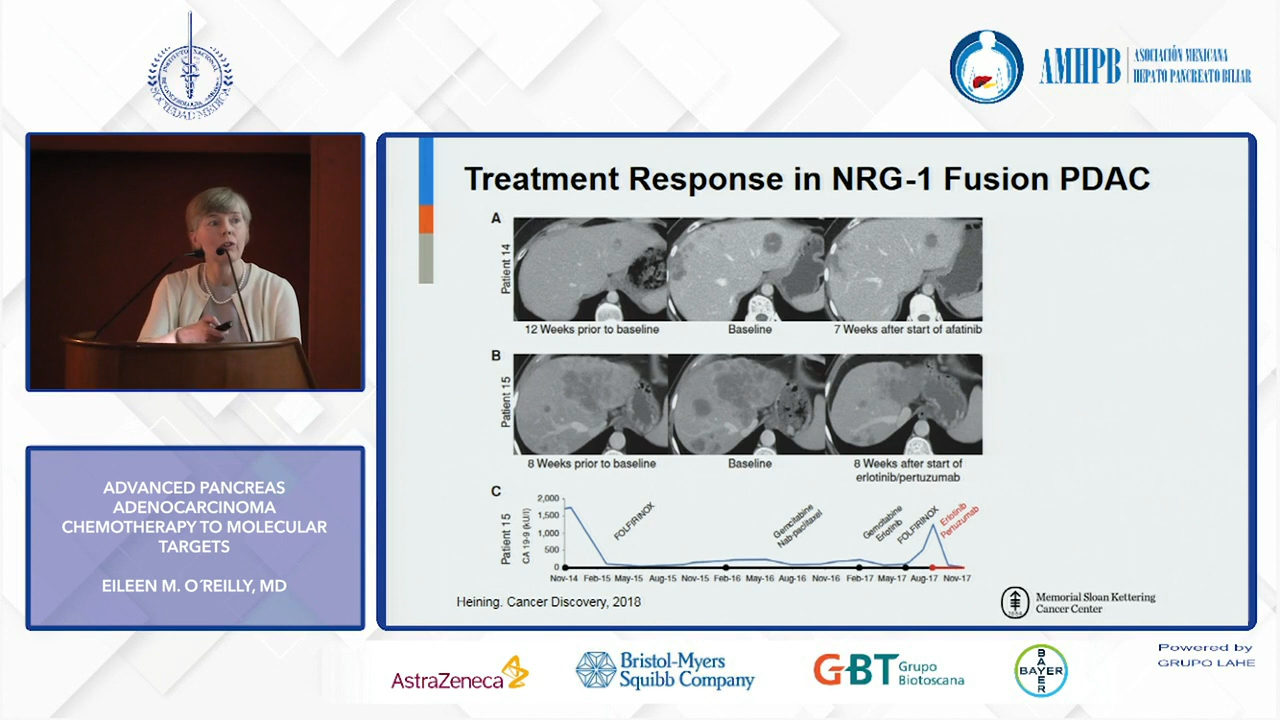 SOCIEDAD MEDICA
AMHPB
ASOCIACIÓN MEXICANA
HEPATO PANCREATO BILIAR
Treatment Response in NRG-1 Fusion PDAC
A
Patient 14
12 Weeks prior to baseline
Baseline
7 Weeks after start of afatinib
B
Patient 15
8 Weeks prior to baseline
Baseline
8 Weeks after start of
erlotinib/pertuzumab
C
Patient 15
CA 19-9 (kU/l)
2,000
1,500
1,000
500
0
FOLFIRINOX
Gemcitabine
Nab-paclitaxel
Gemcitabine
Erlotinib
FOLFIRINOX
Erlotinib
Pertuzumab
Nov-14 Feb-15 May-15 Aug-15 Nov-15 Feb-16 May-16 Aug-16 Nov-16 Feb-17 May-17 Aug-17 Nov-17
Heining. Cancer Discovery, 2018
Memorial Sloan Kettering
Cancer Center
ADVANCED PANCREAS
ADENOCARCINOMA
CHEMOTHERAPY TO MOLECULAR
TARGETS
EILEEN M. O´REILLY, MD
AstraZeneca
Bristol-Myers
Squibb Company
GBT Grupo
Biotoscana
BAYER
BAYER
Powered by
GRUPO LAHE